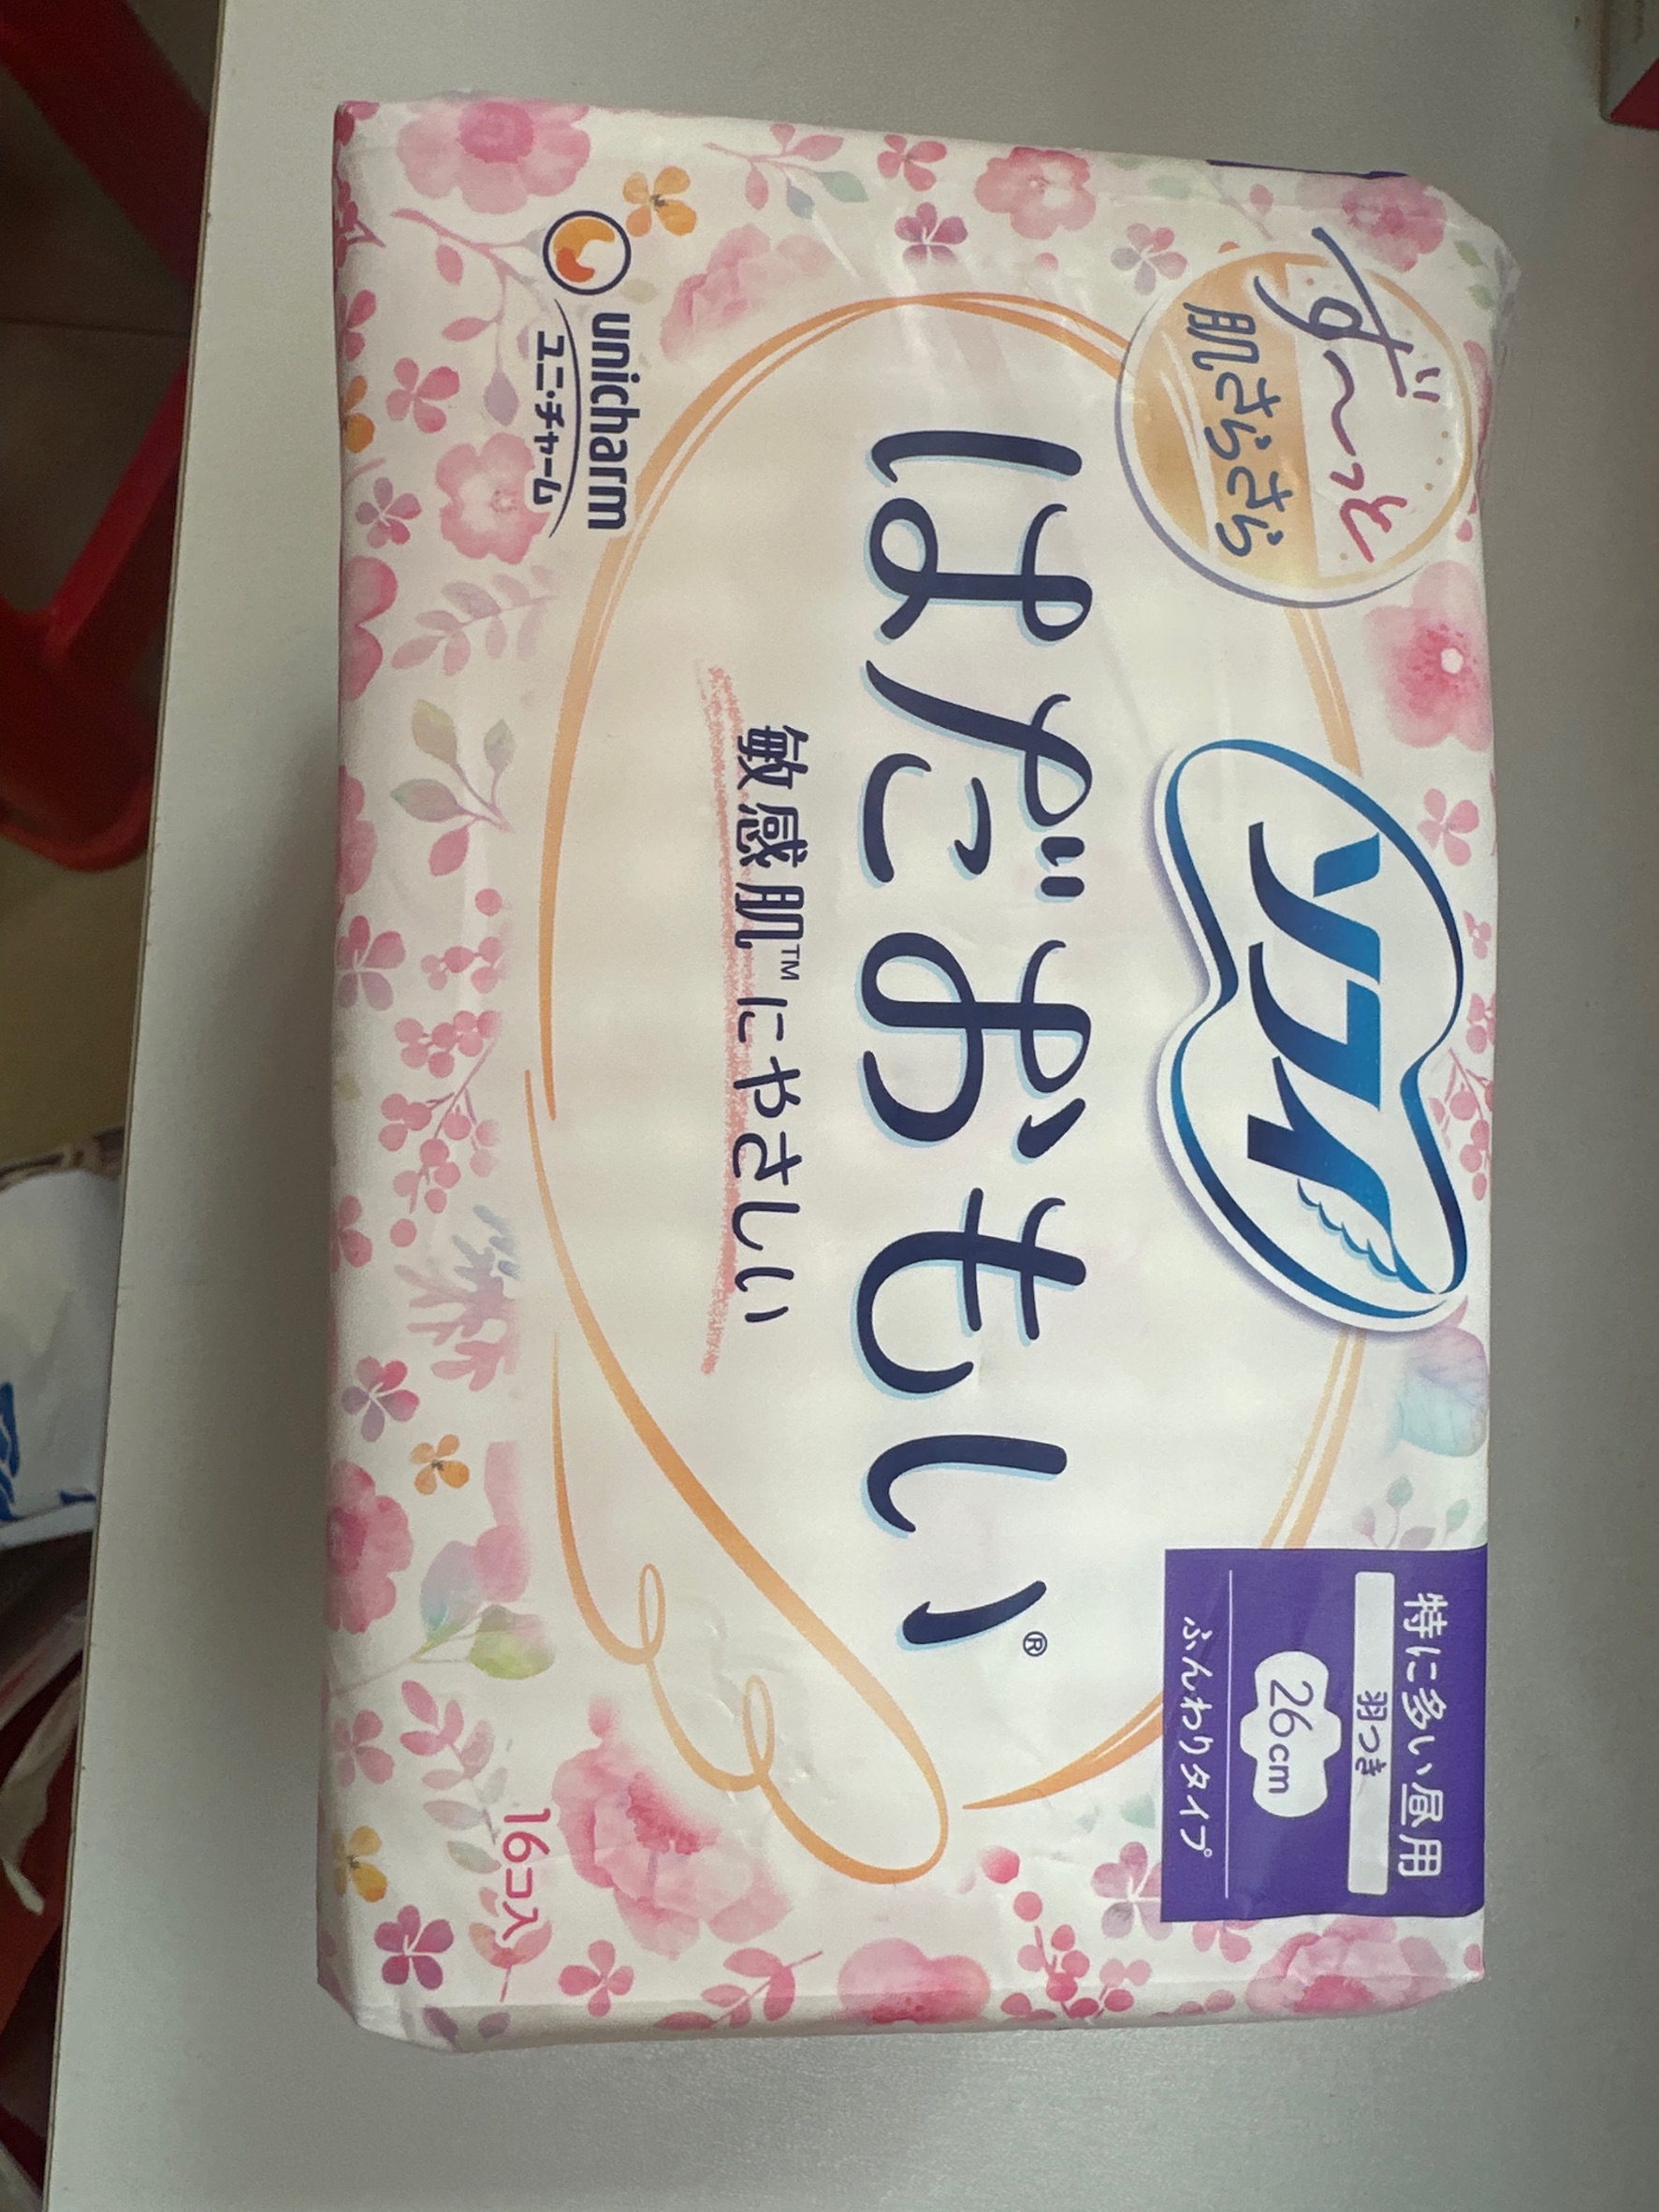 ず〜っと
肌さらさら
ソフィ
特に多い昼用
羽つき
26cm
ふんわりタイプ
はだおもい®
敏感肌™にやさしい
unicharm
ユニ・チャーム
16コ入